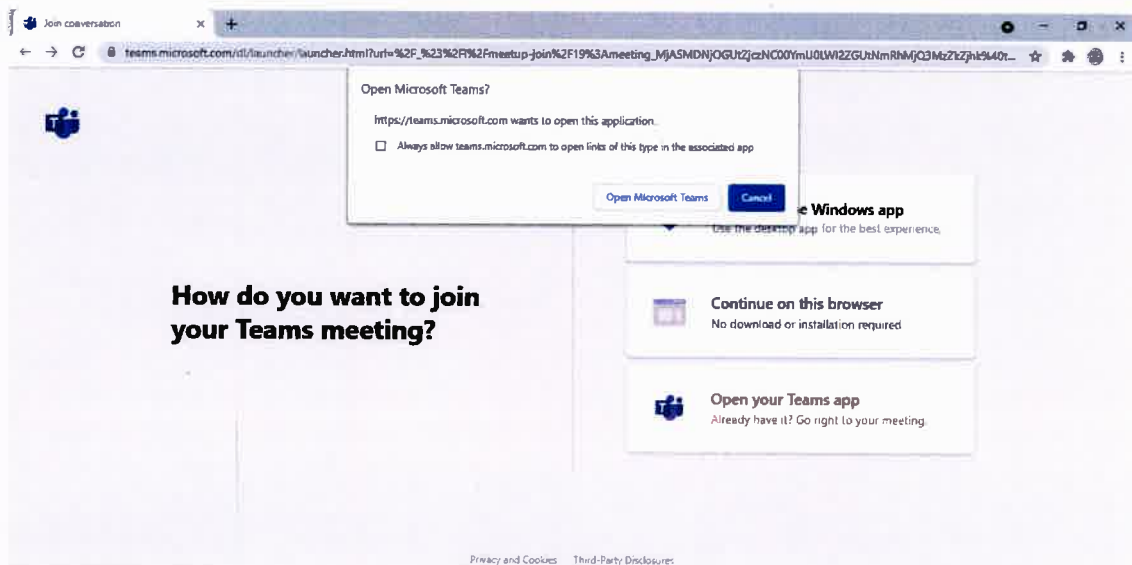 Join conversation
teams.microsoft.com/dl/launcher/launcher.html?url=%2F_%23%2Fl%2Fmeetup-join%2F19%3Ameeting_
Open Microsoft Teams?
https://teams.microsoft.com wants to open this application.
Always allow teams.microsoft.com to open links of this type in the associated app
Open Microsoft Teams
Cancel
e Windows app
Use the desktop app for the best experience.
How do you want to join
your Teams meeting?
Continue on this browser
No download or installation required
Open your Teams app
Already have it? Go right to your meeting.
Privacy and Cookies
Third-Party Disclosures